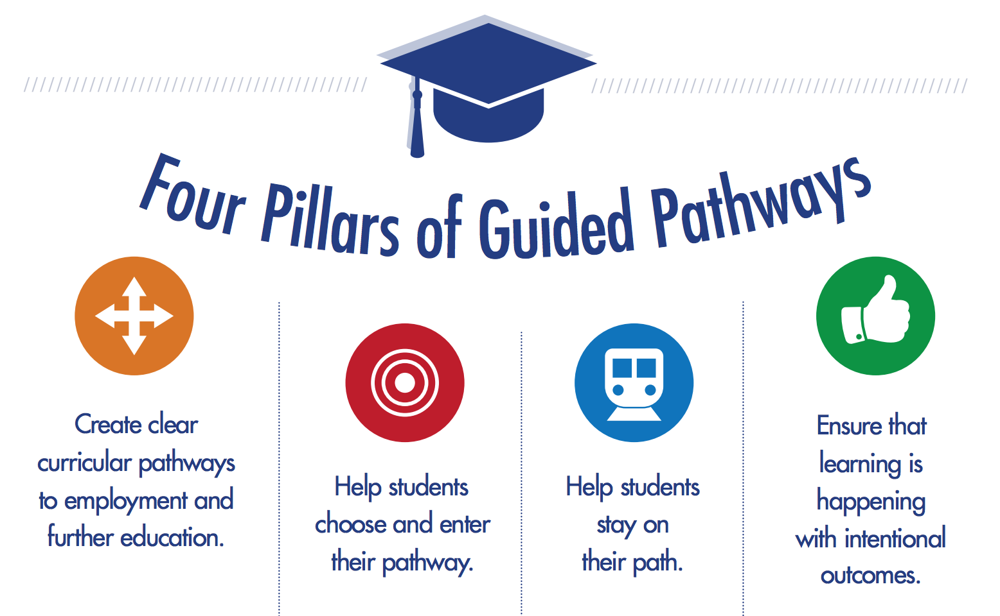 Four Pillars of Guided Pathways
Create clear
curricular pathways
to employment and
further education.
Help students
choose and enter
their pathway.
Help students
stay on
their path.
Ensure that
learning is
happening
with intentional
outcomes.